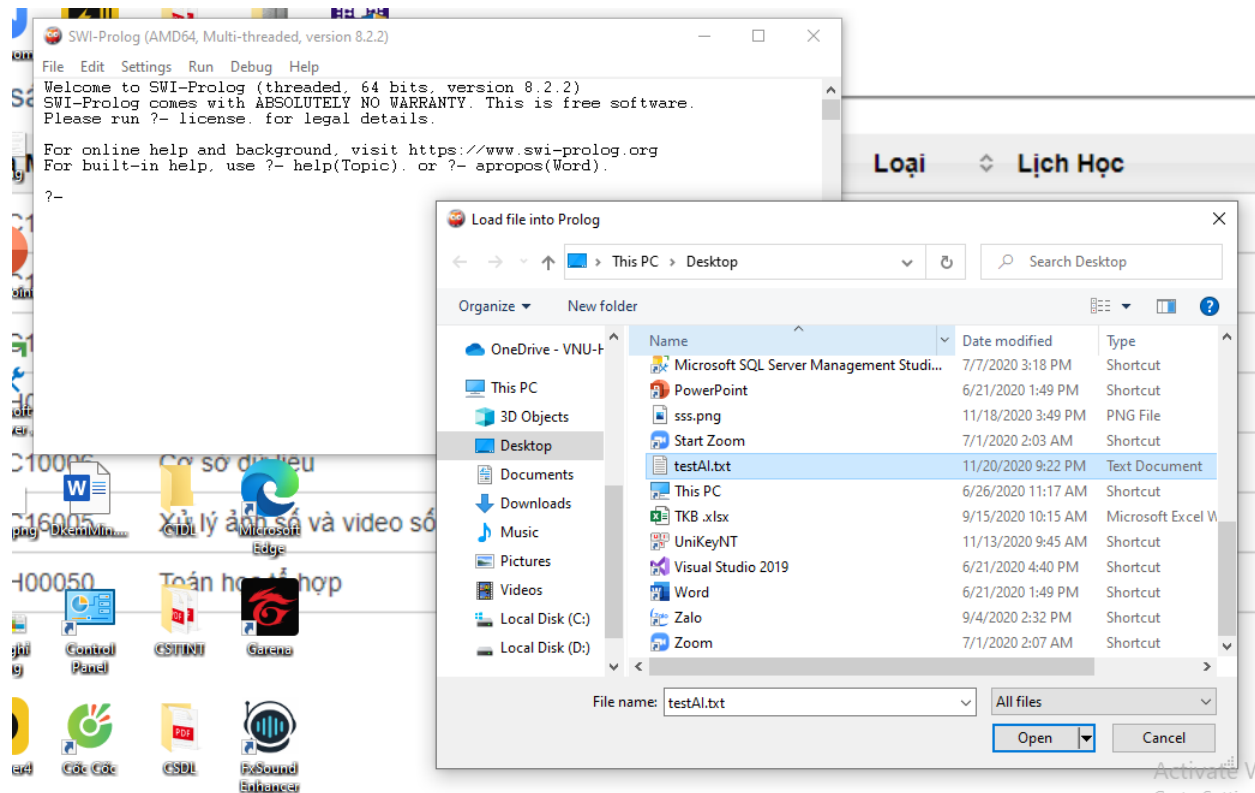 SWI-Prolog (AMD64, Multi-threaded, version 8.2.2)
File Edit Settings Run Debug Help
Welcome to SWI-Prolog (threaded, 64 bits, version 8.2.2)
SWI-Prolog comes with ABSOLUTELY NO WARRANTY. This is free software.
Please run ?- license. for legal details.
For online help and background, visit https://www.swi-prolog.org
For built-in help, use ?- help(Topic). or ?- apropos(Word).
?-
Loại Lịch Học
Load file into Prolog
This PC > Desktop
Search Desktop
Organize New folder
Name Date modified Type
OneDrive - VNU-H
This PC
3D Objects
Desktop
Documents
Downloads
Music
Pictures
Videos
Local Disk (C:)
Local Disk (D:)
Microsoft SQL Server Management Studi... 7/7/2020 3:18 PM Shortcut
PowerPoint 6/21/2020 1:49 PM Shortcut
sss.png 11/18/2020 3:49 PM PNG File
Start Zoom 7/1/2020 2:03 AM Shortcut
testAI.txt 11/20/2020 9:22 PM Text Document
This PC 6/26/2020 11:17 AM Shortcut
TKB .xlsx 9/15/2020 10:15 AM Microsoft Excel W
UniKeyNT 11/13/2020 9:45 AM Shortcut
Visual Studio 2019 6/21/2020 4:40 PM Shortcut
Word 6/21/2020 1:49 PM Shortcut
Zalo 9/4/2020 2:32 PM Shortcut
Zoom 7/1/2020 2:07 AM Shortcut
File name: testAI.txt All files
Open Cancel
C10006 Cơ sở dữ liệu
DkemMin... CTDL Microsoft Edge
C16005 Xử lý ảnh số và video số
H00050 Toán học tổ hợp
Control Panel CSTTNT Garena
Cốc Cốc CSDL FxSound Enhancer
Activate